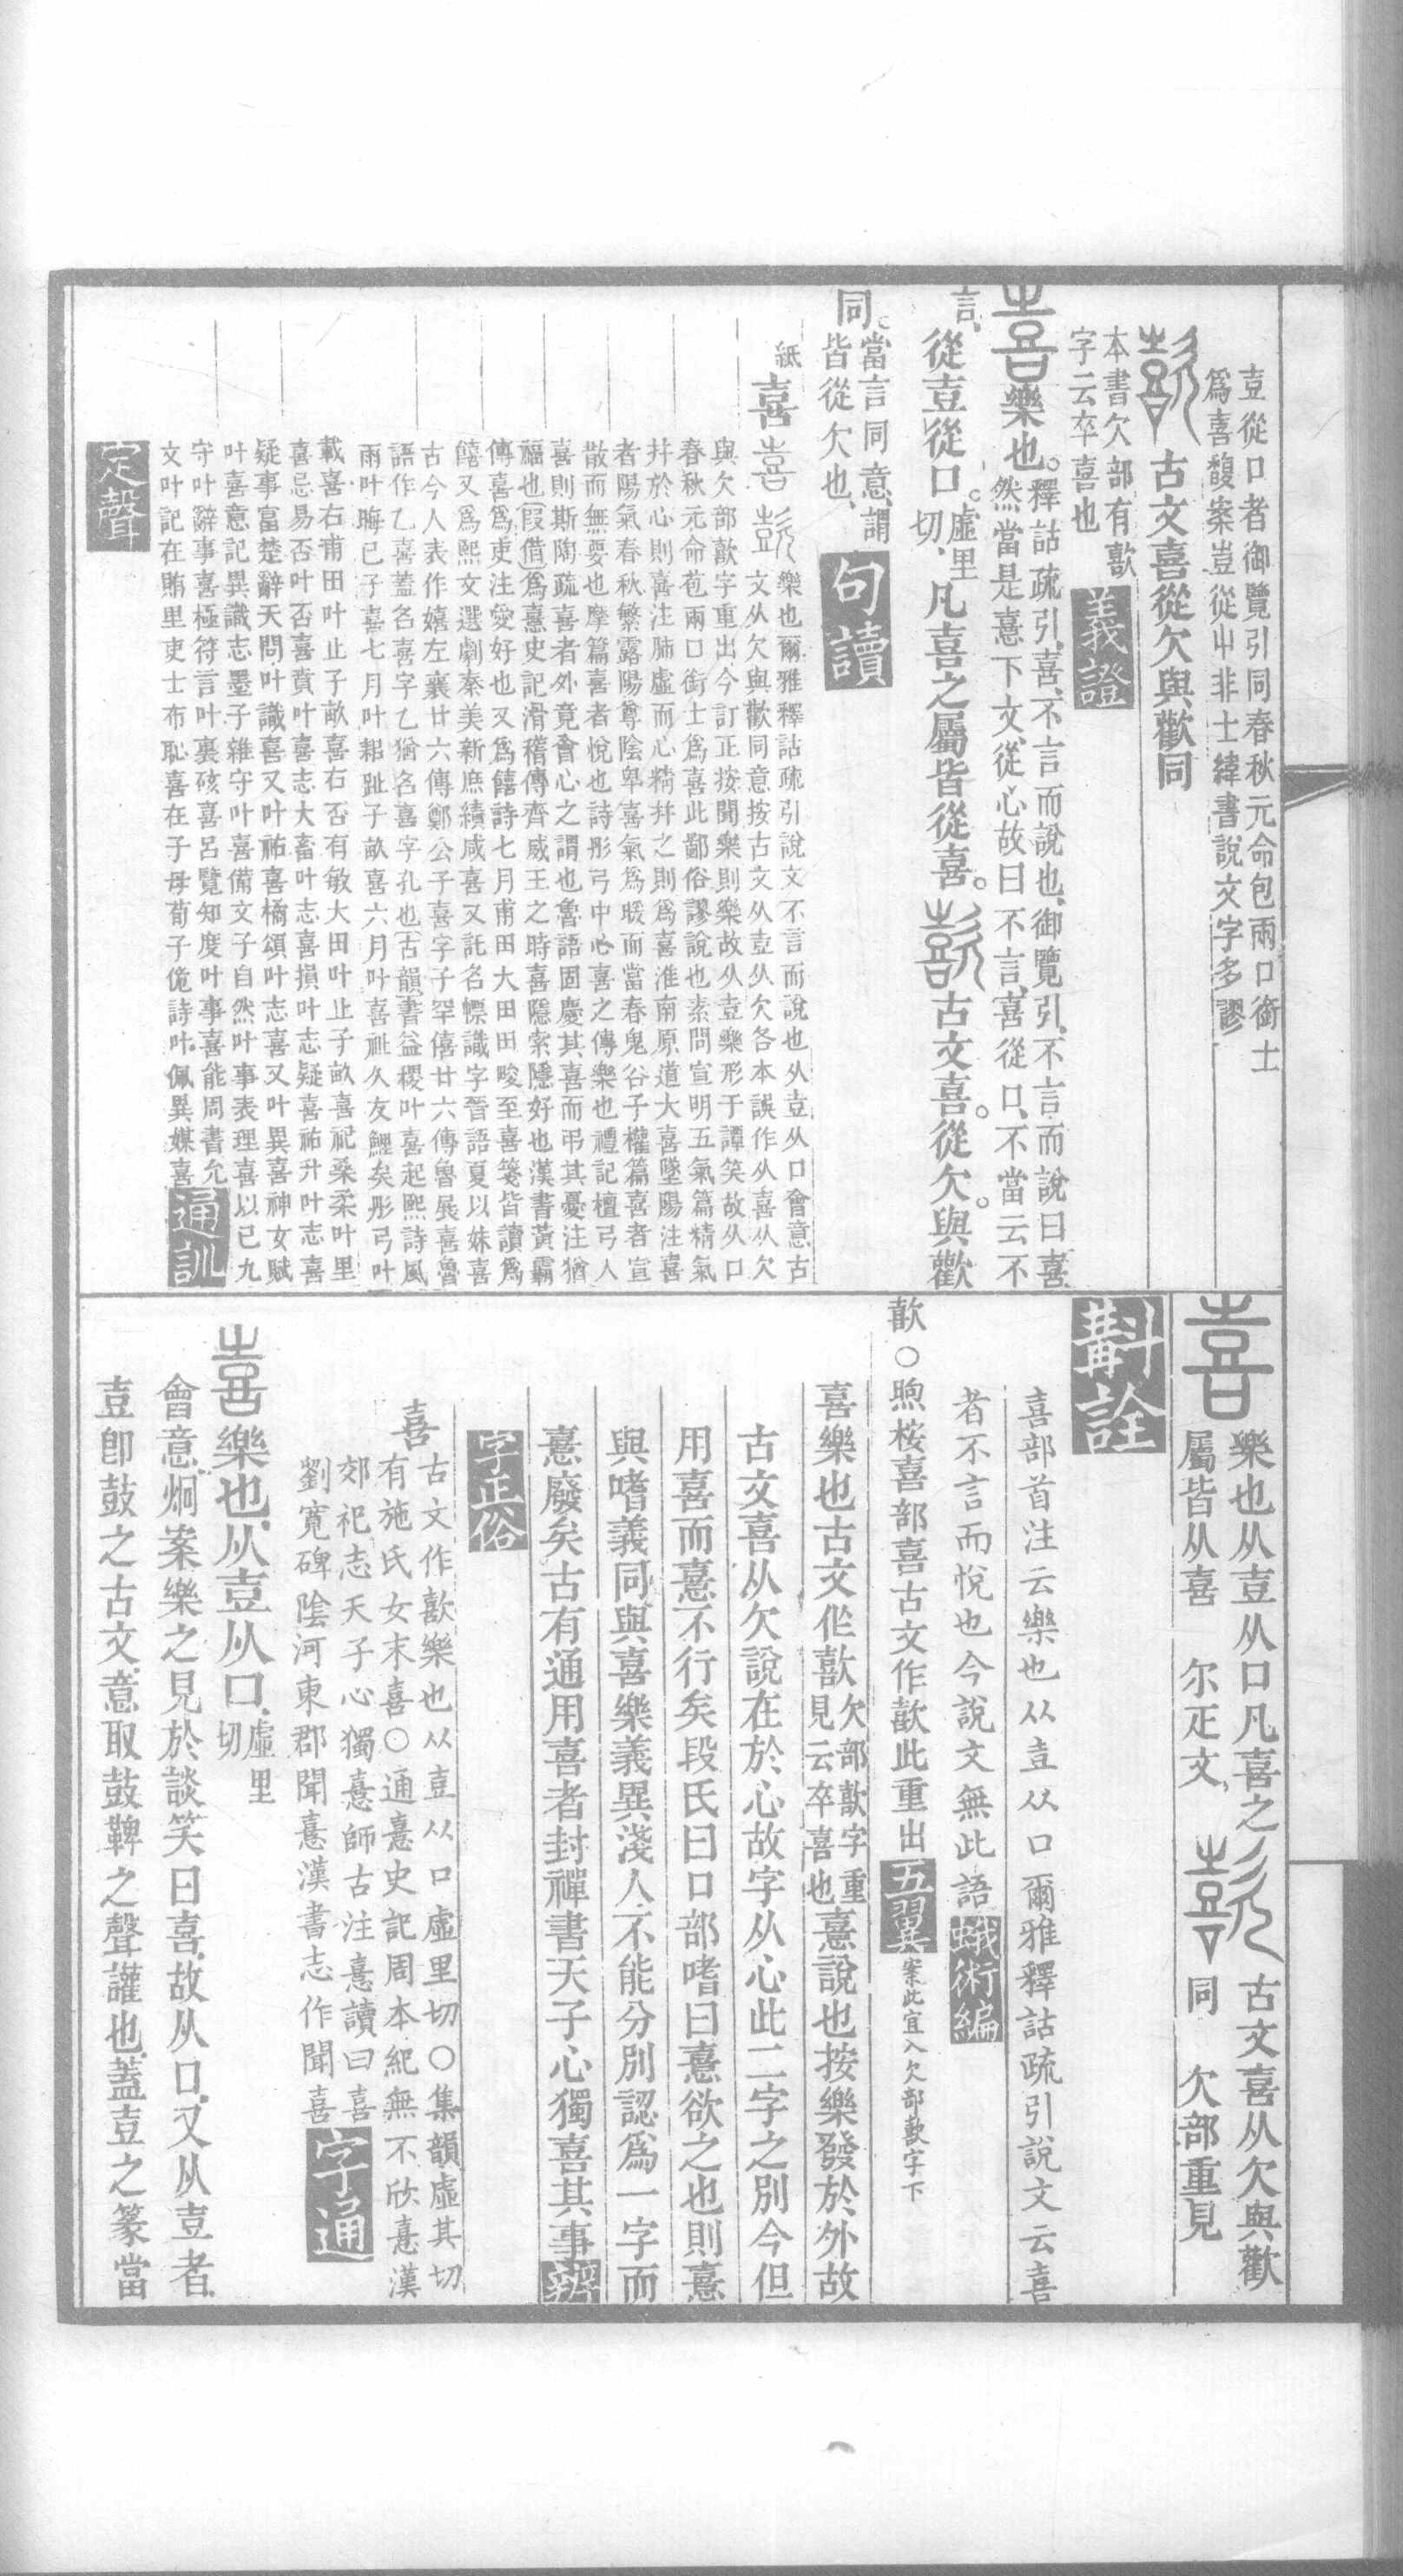 壴從口者御覽引同春秋元命包兩口銜士
爲喜馥案壴從屮非士緯書說文字多謬
古文喜從欠與歡同
本書欠部有歖
字云卒喜也
義證
喜樂也。釋詁疏引喜、不言而說也、御覽引、不言而說曰喜
然當是憙下文、從心故曰不言、喜從口、不當云不
言、從壴從口。虛里
切、凡喜之屬皆從喜。古文喜。從欠。與歡
同。當言同意、謂
皆從欠也、
句讀
紙
喜 樂也爾雅釋詁疏引說文不言而說也从壴从口會意古
文从欠與歡同意按古文从壴从欠各本誤作从喜从欠
與欠部歖字重出今訂正按聞樂則樂故从壴樂形于譚笑故从口
春秋元命苞兩口銜士爲喜此鄙俗謬說也素問宣明五氣篇精氣
幷於心則喜注肺虛而心精幷之則爲喜淮南原道大喜墜陽注喜
者陽氣春秋繁露陽尊陰卑喜氣爲暖而當春鬼谷子權篇喜者宣
散而無要也摩篇喜者悅也詩彤弓中心喜之傳樂也禮記檀弓人
喜則斯陶疏喜者外竟會心之謂也魯語固慶其喜而弔其憂注猶
福也〔假借〕爲憙史記滑稽傳齊威王之時喜隱索隱好也漢書黃霸
傳喜爲吏注愛好也又爲饎詩七月甫田大田田畯至喜箋皆讀爲
饎又爲熙文選劇秦美新庶績咸喜又託名幖識字晉語夏以妹喜
古今人表作嬉左襄廿六傳鄭公子喜字子罕僖廿六傳魯展喜魯
語作乙喜蓋名喜字乙猶名喜字孔也〔古韻〕書益稷叶喜起熙詩風
雨叶晦已子喜七月叶耜趾子畝喜六月叶喜祉久友鯉矣彤弓叶
載喜右甫田叶止子畝喜右否有敏大田叶止子畝喜祀桑柔叶里
喜忌易否叶否喜賁叶喜志大畜叶志喜損叶志疑喜祐升叶志喜
疑事富楚辭天問叶識喜又叶祐喜橘頌叶志喜又叶異喜神女賦
叶喜意記異識志墨子雜守叶喜備文子自然叶事表理喜以已九
守叶辭事喜極符言叶裏硋喜呂覽知度叶事喜能周書允
文叶記在賄里吏士布恥喜在子母荀子佹詩叶佩異媒喜
通訓
定聲
喜 樂也从壴从口凡喜之
屬皆从喜 尔疋文
古文喜从欠與歡
同 欠部重見
斠詮
喜部首注云樂也从壴从口爾雅釋詁疏引說文云喜
者不言而悅也今說文無此語
蛾術編
歖○煦桉喜部喜古文作歖此重出
五翼
案此宜入欠部歖字下
喜樂也古文作歖欠部歖字重
見云卒喜也憙說也按樂發於外故
古文喜从欠說在於心故字从心此二字之別今但
用喜而憙不行矣段氏曰口部嗜曰憙欲之也則憙
與嗜義同與喜樂義異淺人不能分別認爲一字而
憙廢矣古有通用喜者封禪書天子心獨喜其事
辨
字正俗
喜 古文作歖樂也从壴从口虛里切○集韻虛其切
有施氏女末喜○通憙史記周本紀無不欣憙漢
郊祀志天子心獨憙師古注憙讀曰喜
劉寬碑陰河東郡聞憙漢書志作聞喜
字通
喜樂也、从壴从口、虛里
切
會意、炯案樂之見於談笑曰喜、故从口、又从壴者
壴卽鼓之古文、意取鼓鞞之聲讙也、蓋壴之篆當